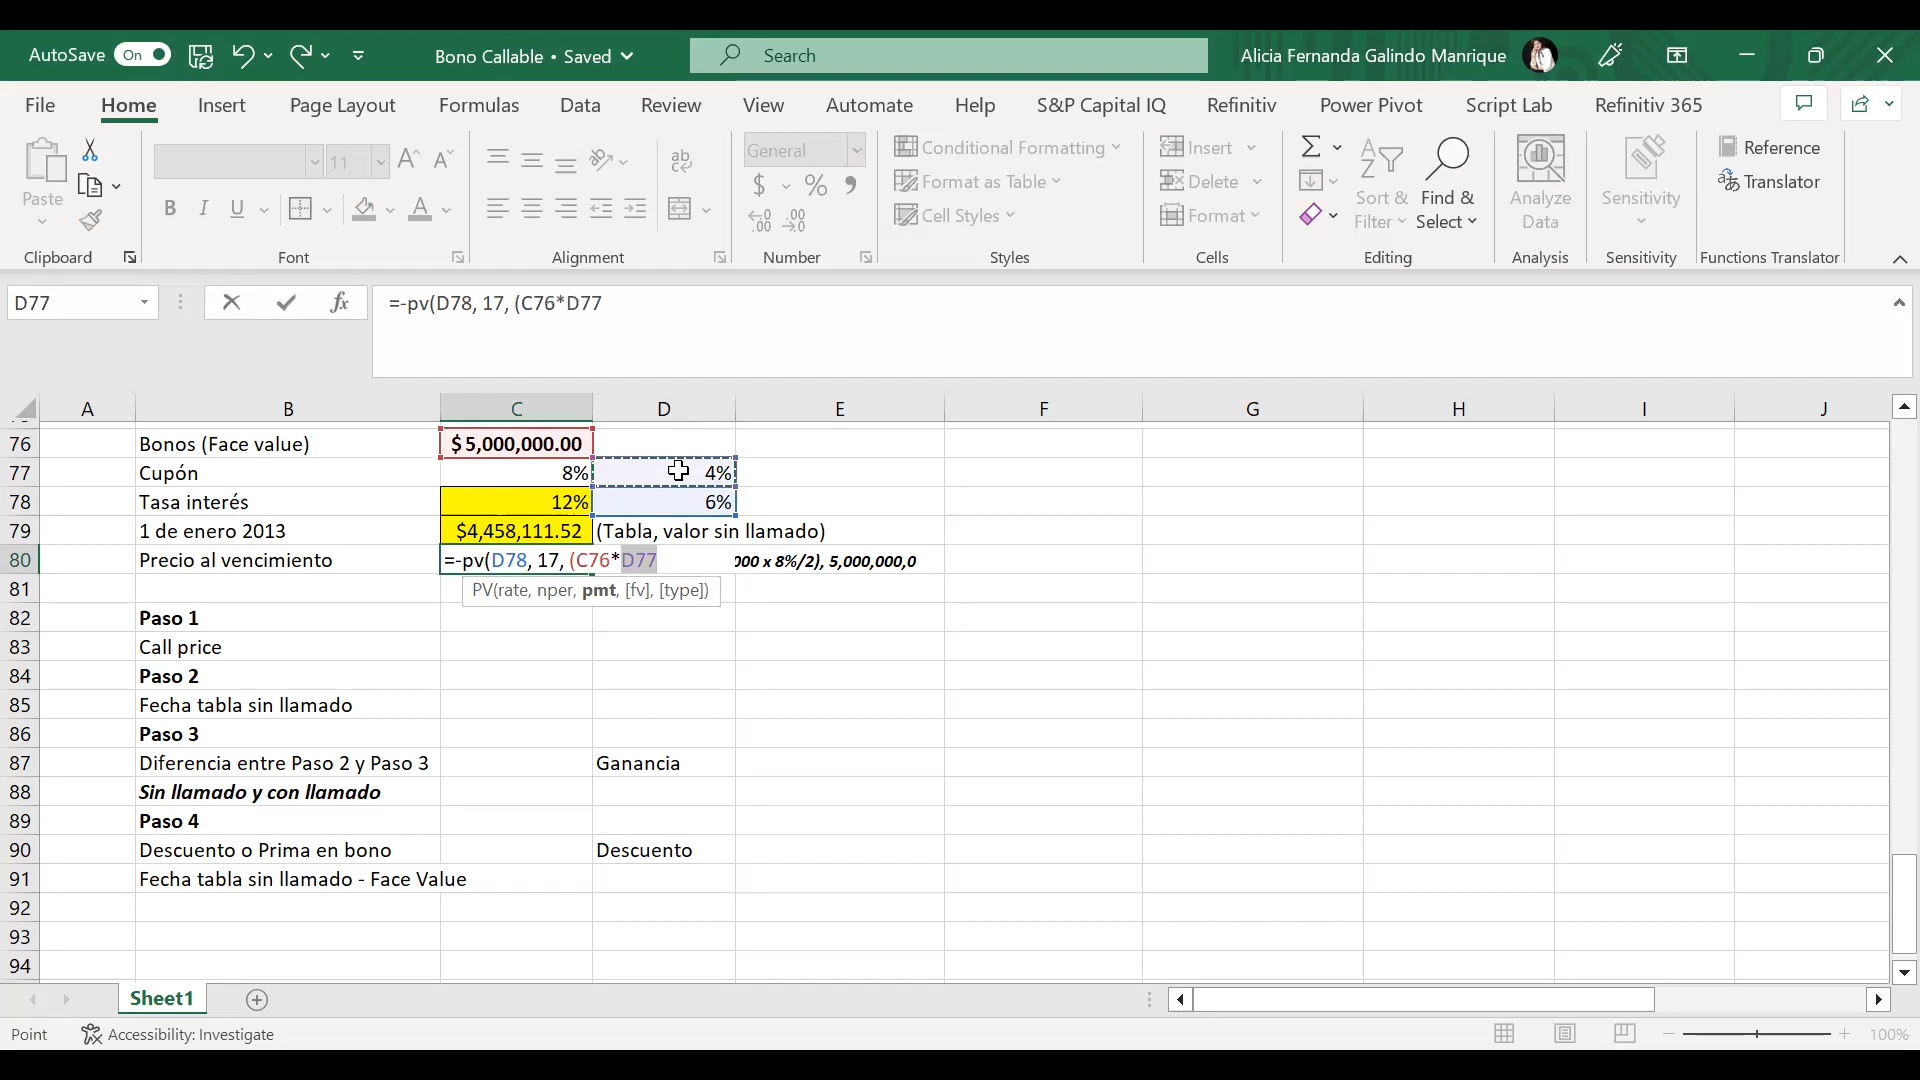 AutoSave On Bono Callable • Saved Search Alicia Fernanda Galindo Manrique
File Home Insert Page Layout Formulas Data Review View Automate Help S&P Capital IQ Refinitiv Power Pivot Script Lab Refinitiv 365
11 General Conditional Formatting Insert Reference
Paste Format as Table Delete Sort & Filter Find & Select Analyze Data Sensitivity Translator
B I U A $ % Cell Styles Format
Clipboard Font Alignment Number Styles Cells Editing Analysis Sensitivity Functions Translator
D77 fx =-pv(D78, 17, (C76*D77
A B C D E F G H I J
76 Bonos (Face value) $5,000,000.00
77 Cupón 8% 4%
78 Tasa interés 12% 6%
79 1 de enero 2013 $4,458,111.52 (Tabla, valor sin llamado)
80 Precio al vencimiento =-pv(D78, 17, (C76*D77 000 x 8%/2), 5,000,000,0
81 PV(rate, nper, pmt, [fv], [type])
82 Paso 1
83 Call price
84 Paso 2
85 Fecha tabla sin llamado
86 Paso 3
87 Diferencia entre Paso 2 y Paso 3 Ganancia
88 Sin llamado y con llamado
89 Paso 4
90 Descuento o Prima en bono Descuento
91 Fecha tabla sin llamado - Face Value
92
93
94
Sheet1
Point Accessibility: Investigate 100%